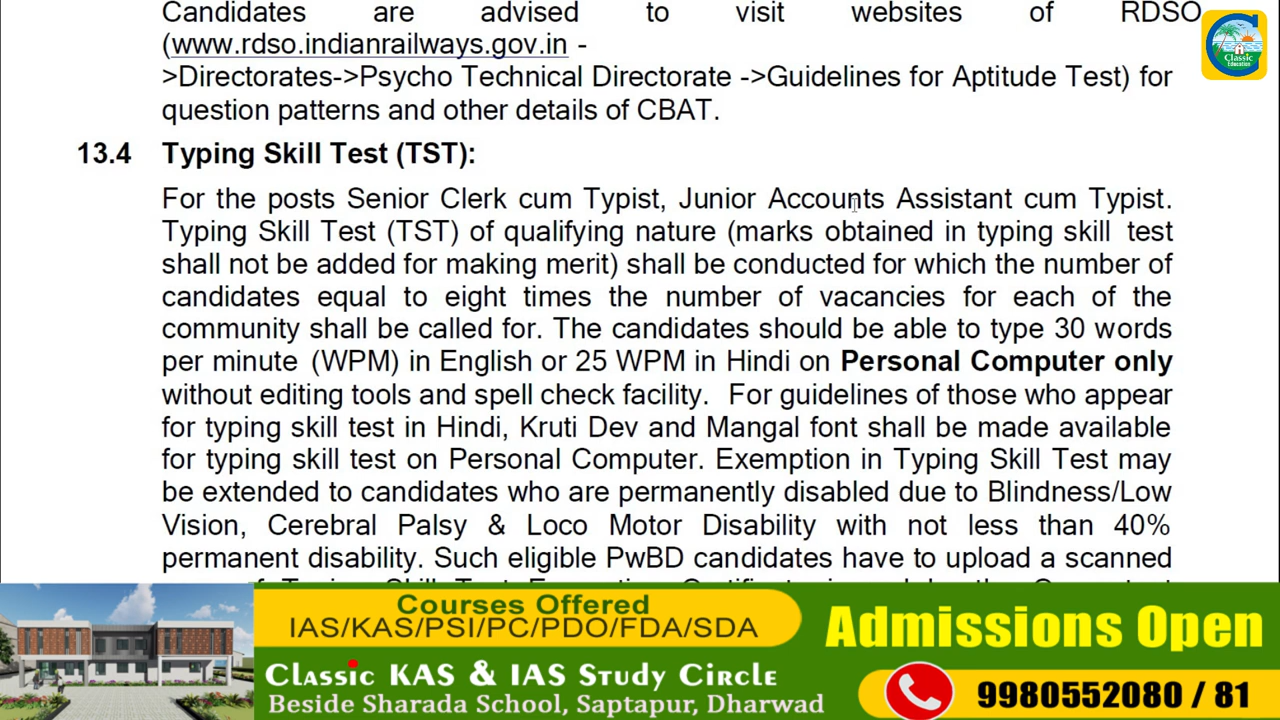 Candidates are advised to visit websites of RDSO
(www.rdso.indianrailways.gov.in -
>Directorates->Psycho Technical Directorate ->Guidelines for Aptitude Test) for
question patterns and other details of CBAT.
13.4 Typing Skill Test (TST):
For the posts Senior Clerk cum Typist, Junior Accounts Assistant cum Typist.
Typing Skill Test (TST) of qualifying nature (marks obtained in typing skill test
shall not be added for making merit) shall be conducted for which the number of
candidates equal to eight times the number of vacancies for each of the
community shall be called for. The candidates should be able to type 30 words
per minute (WPM) in English or 25 WPM in Hindi on Personal Computer only
without editing tools and spell check facility. For guidelines of those who appear
for typing skill test in Hindi, Kruti Dev and Mangal font shall be made available
for typing skill test on Personal Computer. Exemption in Typing Skill Test may
be extended to candidates who are permanently disabled due to Blindness/Low
Vision, Cerebral Palsy & Loco Motor Disability with not less than 40%
permanent disability. Such eligible PwBD candidates have to upload a scanned
Classic
Education
Courses Offered
IAS/KAS/PSI/PC/PDO/FDA/SDA
Classic KAS & IAS Study Circle
Beside Sharada School, Saptapur, Dharwad
Admissions Open
9980552080 / 81